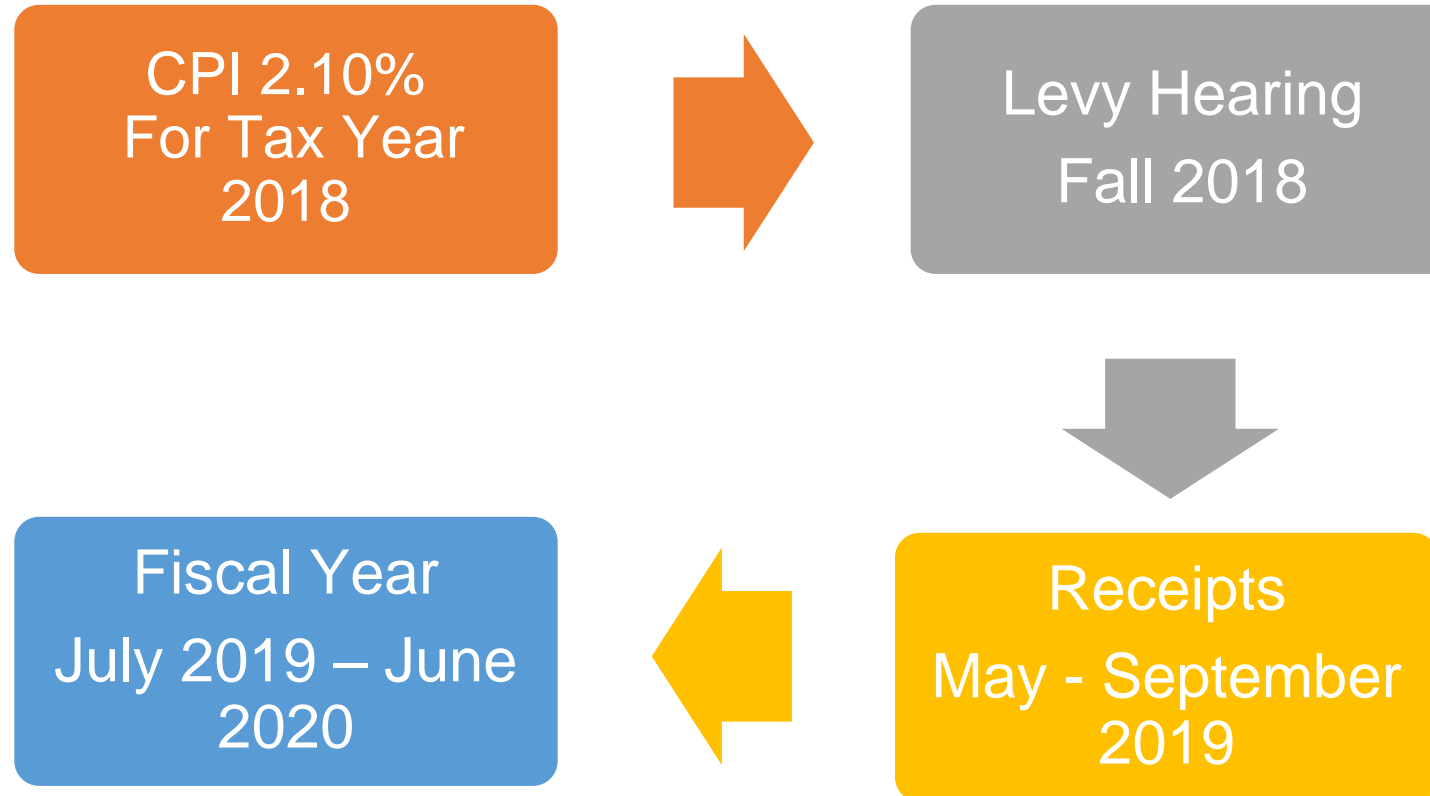 CPI 2.10%
For Tax Year
2018
Levy Hearing
Fall 2018
Receipts
May - September
2019
Fiscal Year
July 2019 – June
2020